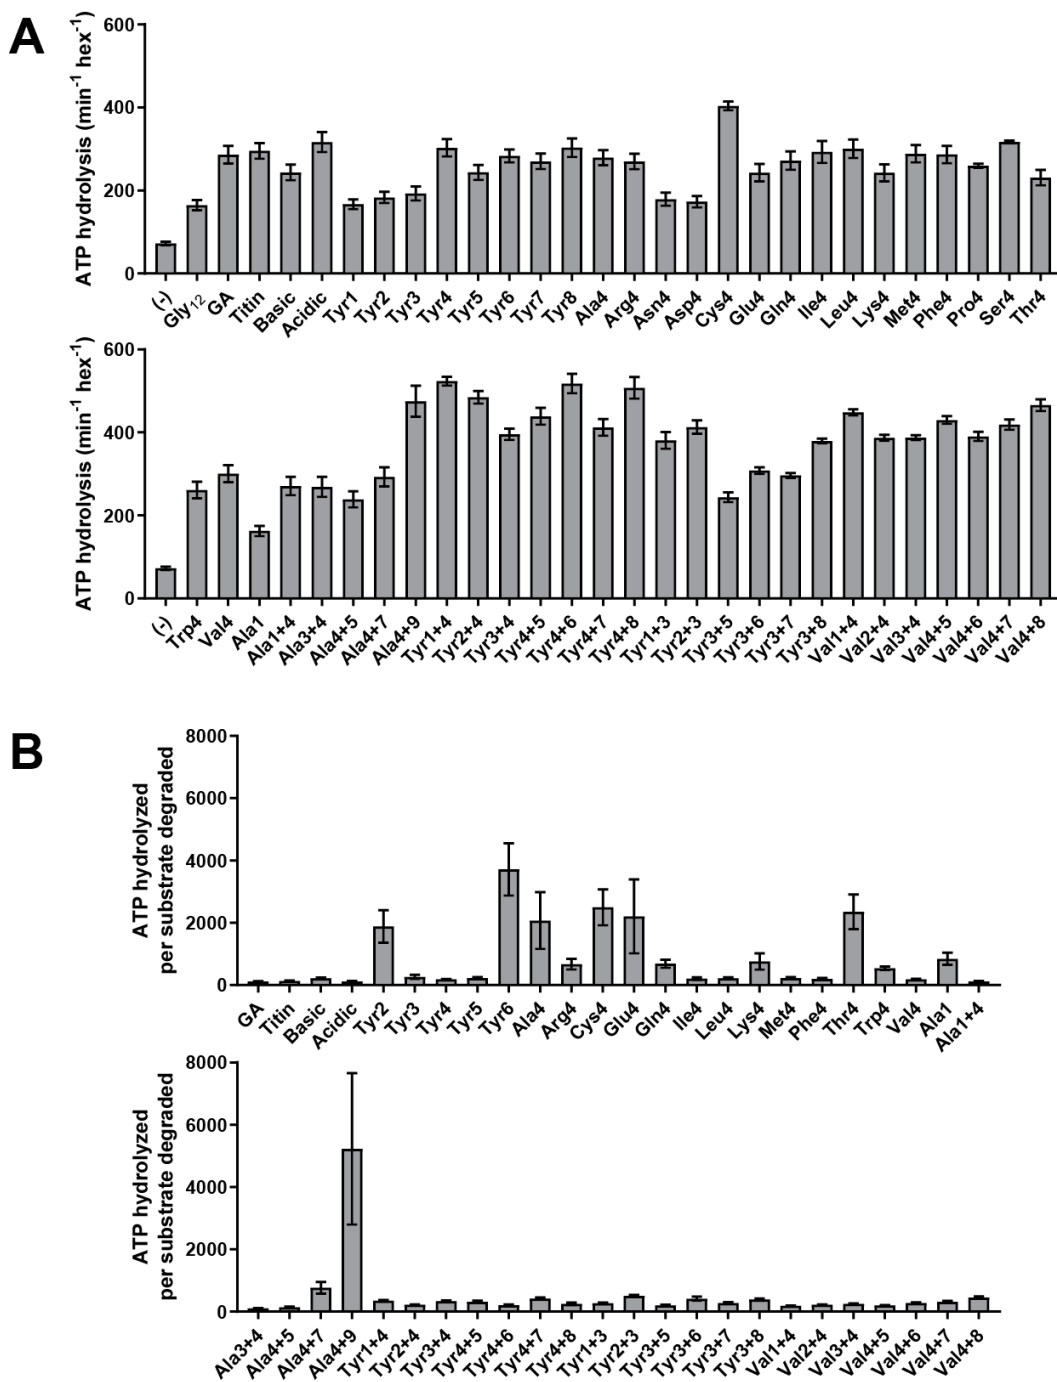 A
ATP hydrolysis (min⁻¹ hex⁻¹)
600
400
200
0
(-) Gly₁₂ GA Titin Basic Acidic Tyr1 Tyr2 Tyr3 Tyr4 Tyr5 Tyr6 Tyr7 Tyr8 Ala4 Arg4 Asn4 Asp4 Cys4 Glu4 Gln4 Ile4 Leu4 Lys4 Met4 Phe4 Pro4 Ser4 Thr4
ATP hydrolysis (min⁻¹ hex⁻¹)
600
400
200
0
(-) Trp4 Val4 Ala1 Ala1+4 Ala3+4 Ala4+5 Ala4+7 Ala4+9 Tyr1+4 Tyr2+4 Tyr3+4 Tyr4+5 Tyr4+6 Tyr4+7 Tyr4+8 Tyr1+3 Tyr2+3 Tyr3+5 Tyr3+6 Tyr3+7 Tyr3+8 Val1+4 Val2+4 Val3+4 Val4+5 Val4+6 Val4+7 Val4+8
B
ATP hydrolyzed
per substrate degraded
8000
6000
4000
2000
0
GA Titin Basic Acidic Tyr2 Tyr3 Tyr4 Tyr5 Tyr6 Ala4 Arg4 Cys4 Glu4 Gln4 Ile4 Leu4 Lys4 Met4 Phe4 Thr4 Trp4 Val4 Ala1 Ala1+4
ATP hydrolyzed
per substrate degraded
8000
6000
4000
2000
0
Ala3+4 Ala4+5 Ala4+7 Ala4+9 Tyr1+4 Tyr2+4 Tyr3+4 Tyr4+5 Tyr4+6 Tyr4+7 Tyr4+8 Tyr1+3 Tyr2+3 Tyr3+5 Tyr3+6 Tyr3+7 Tyr3+8 Val1+4 Val2+4 Val3+4 Val4+5 Val4+6 Val4+7 Val4+8